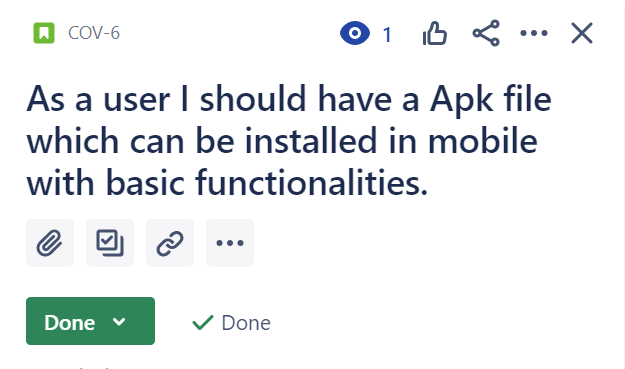 COV-6
1
As a user I should have a Apk file
which can be installed in mobile
with basic functionalities.
Done
Done